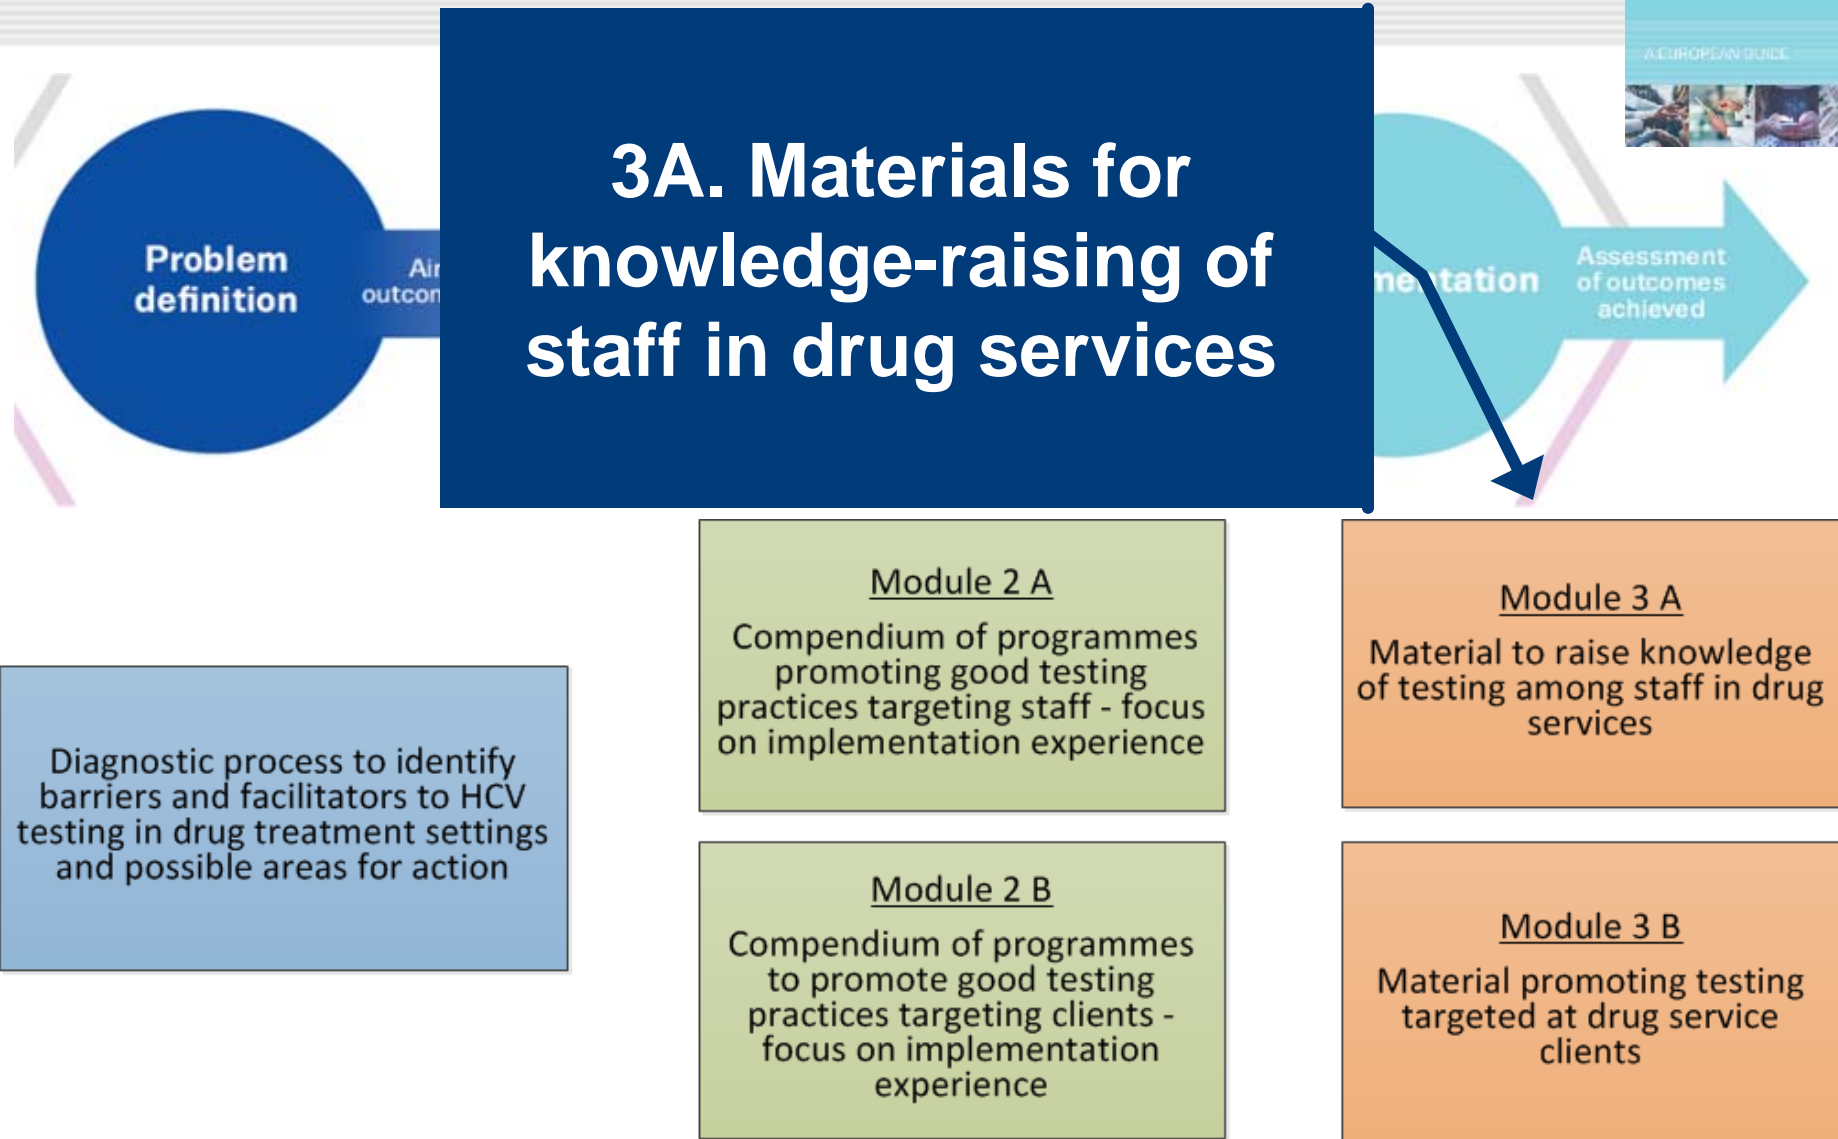 A EUROPEAN GUIDE
3A. Materials for
knowledge-raising of
staff in drug services
Problem
definition
mentation
Assessment
of outcomes
achieved
Module 2 A
Compendium of programmes
promoting good testing
practices targeting staff - focus
on implementation experience
Module 3 A
Material to raise knowledge
of testing among staff in drug
services
Diagnostic process to identify
barriers and facilitators to HCV
testing in drug treatment settings
and possible areas for action
Module 2 B
Compendium of programmes
to promote good testing
practices targeting clients -
focus on implementation
experience
Module 3 B
Material promoting testing
targeted at drug service
clients